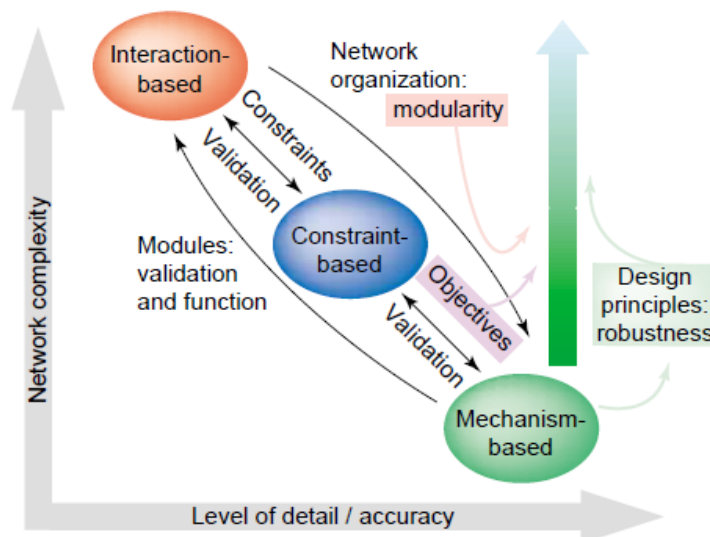 Interaction-
based
Network
organization:
modularity
Constraints
Validation
Constraint-
based
Modules:
validation
and function
Objectives
Validation
Design
principles:
robustness
Mechanism-
based
Network complexity
Level of detail / accuracy